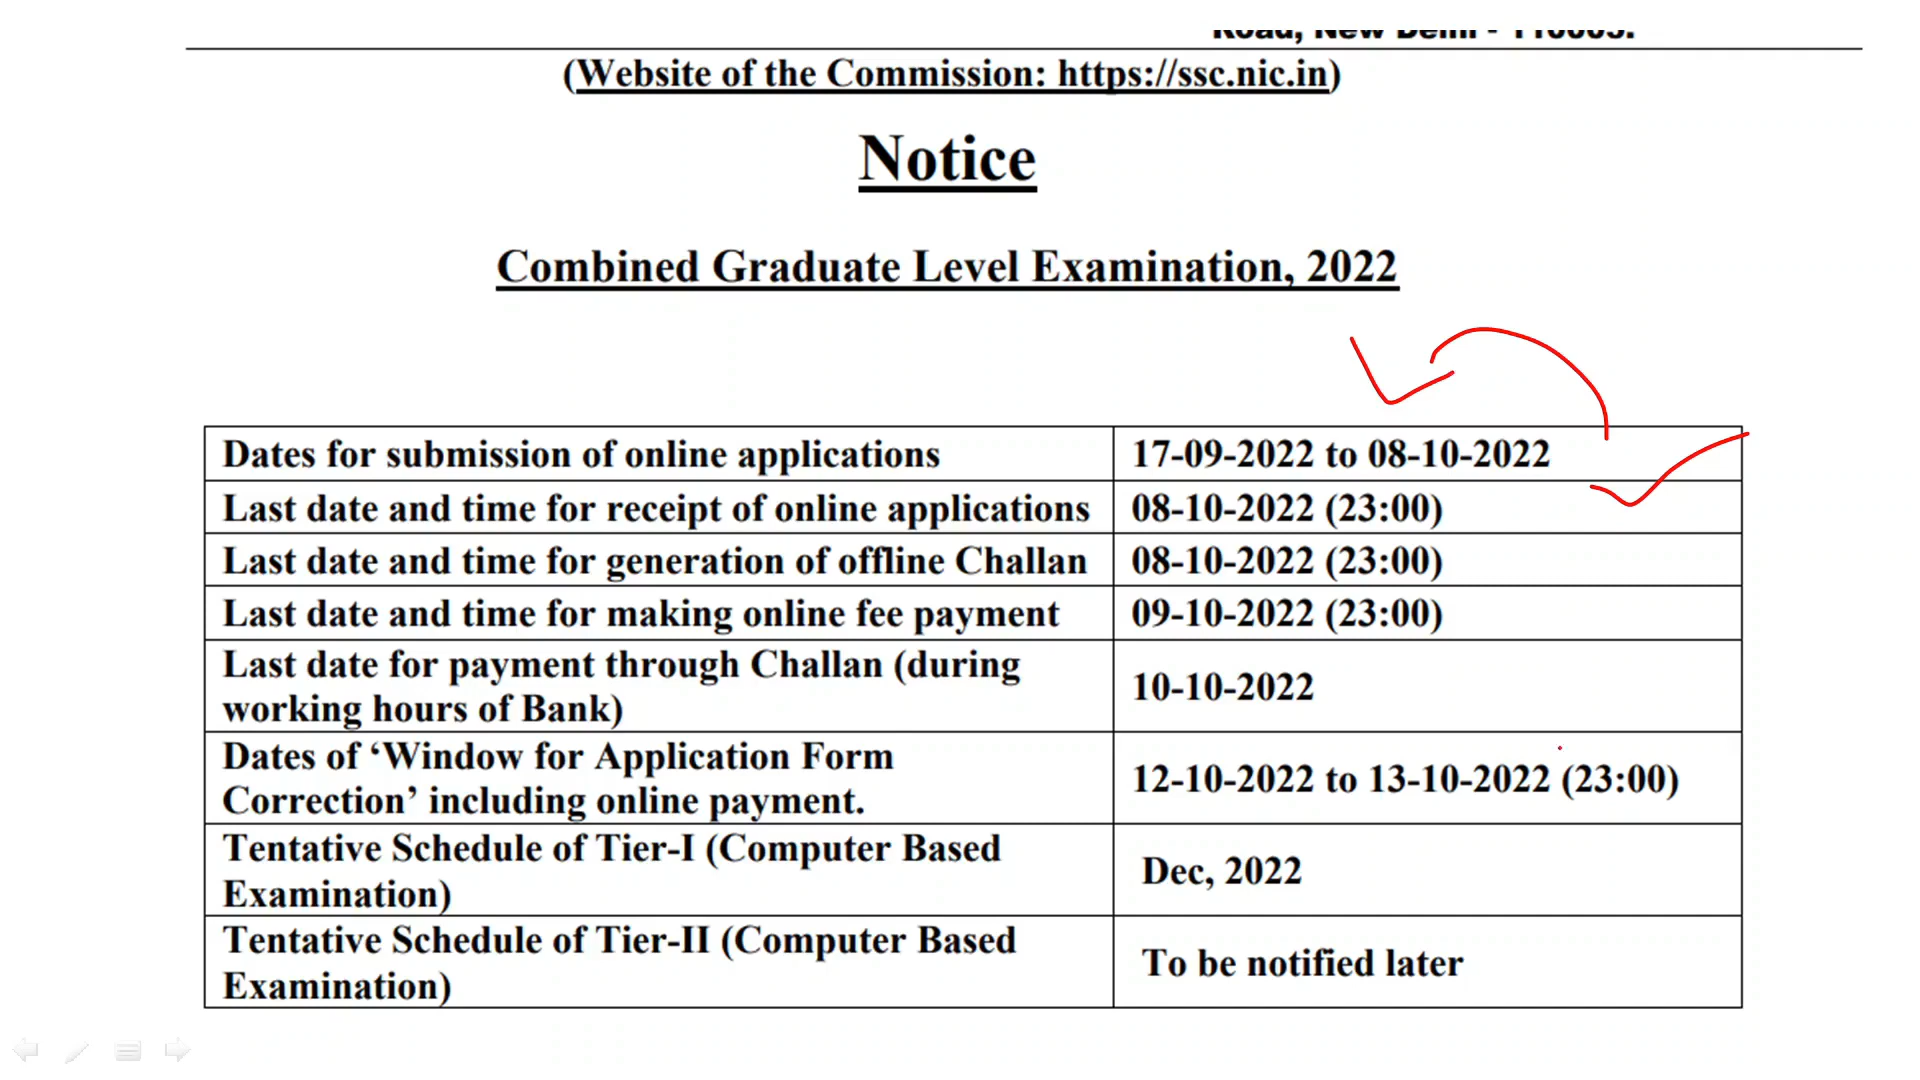 Road, New Delhi - 110003.
(Website of the Commission: https://ssc.nic.in)
Notice
Combined Graduate Level Examination, 2022
Dates for submission of online applications
17-09-2022 to 08-10-2022
Last date and time for receipt of online applications
08-10-2022 (23:00)
Last date and time for generation of offline Challan
08-10-2022 (23:00)
Last date and time for making online fee payment
09-10-2022 (23:00)
Last date for payment through Challan (during
working hours of Bank)
10-10-2022
Dates of ‘Window for Application Form
Correction’ including online payment.
12-10-2022 to 13-10-2022 (23:00)
Tentative Schedule of Tier-I (Computer Based
Examination)
Dec, 2022
Tentative Schedule of Tier-II (Computer Based
Examination)
To be notified later